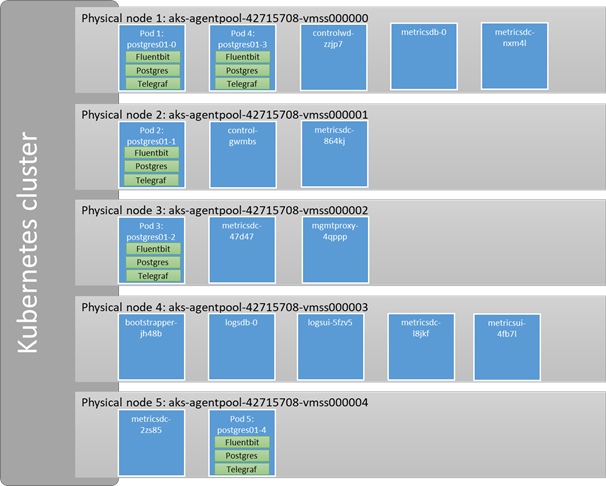 Kubernetes cluster
Physical node 1: aks-agentpool-42715708-vmss000000
Pod 1:
postgres01-0
Fluentbit
Postgres
Telegraf
Pod 4:
postgres01-3
Fluentbit
Postgres
Telegraf
controlwd-
zzjp7
metricsdb-0
metricsdc-
nxm4l
Physical node 2: aks-agentpool-42715708-vmss000001
Pod 2:
postgres01-1
Fluentbit
Postgres
Telegraf
control-
gwmbs
metricsdc-
864kj
Physical node 3: aks-agentpool-42715708-vmss000002
Pod 3:
postgres01-2
Fluentbit
Postgres
Telegraf
metricsdc-
47d47
mgmtproxy-
4qppp
Physical node 4: aks-agentpool-42715708-vmss000003
bootstrapper-
jh48b
logsdb-0
logsui-5fzv5
metricsdc-
l8jkf
metricsui-
4fb7l
Physical node 5: aks-agentpool-42715708-vmss000004
metricsdc-
2zs85
Pod 5:
postgres01-4
Fluentbit
Postgres
Telegraf